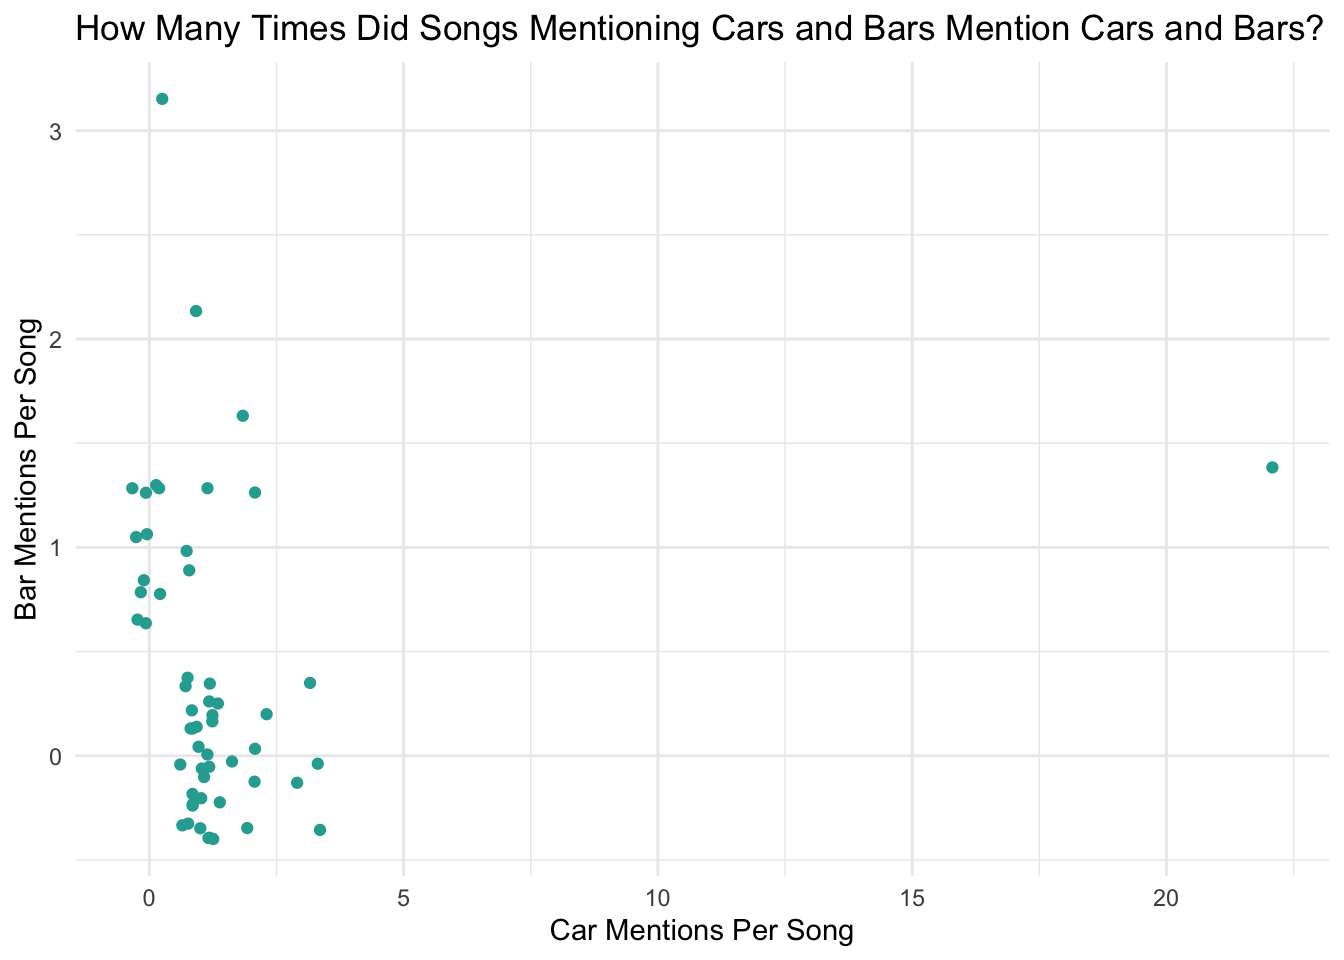 How Many Times Did Songs Mentioning Cars and Bars Mention Cars and Bars?
Bar Mentions Per Song
3
2
1
0
0 5 10 15 20
Car Mentions Per Song